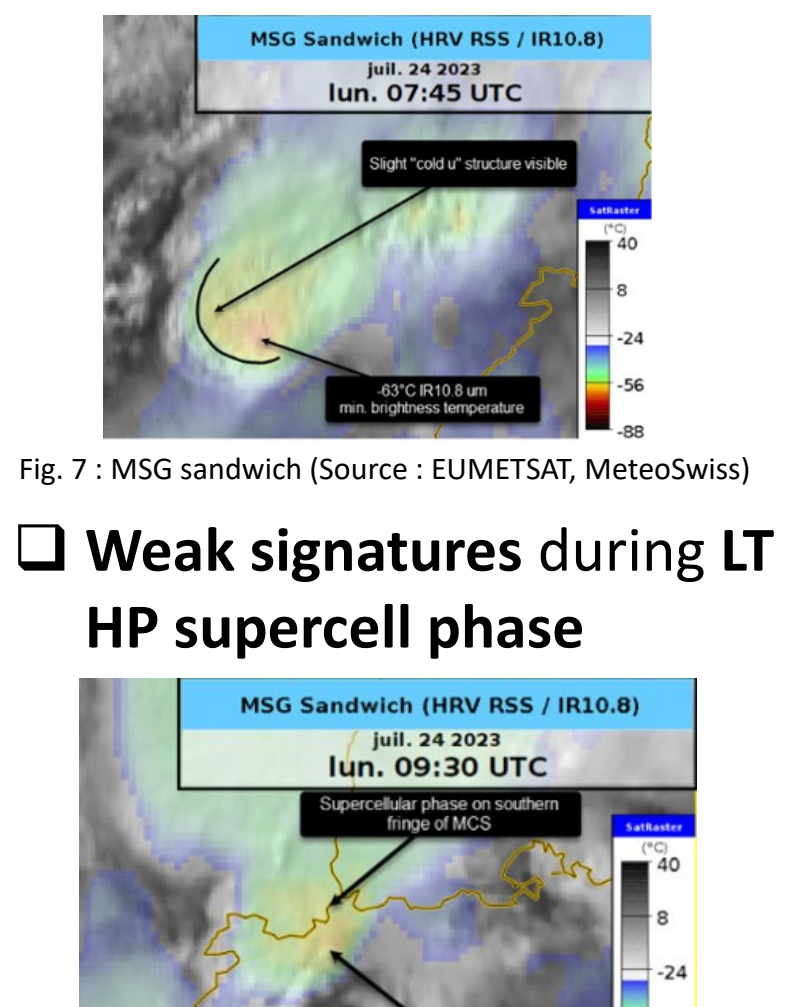 MSG Sandwich (HRV RSS / IR10.8)
juil. 24 2023
lun. 07:45 UTC
Slight "cold u" structure visible
SatRaster
(°C)
40
8
-24
-56
-88
-63°C IR10.8 um
min. brightness temperature
Fig. 7 : MSG sandwich (Source : EUMETSAT, MeteoSwiss)
❑ Weak signatures during LT
HP supercell phase
MSG Sandwich (HRV RSS / IR10.8)
juil. 24 2023
lun. 09:30 UTC
Supercellular phase on southern
fringe of MCS
SatRaster
(°C)
40
8
-24